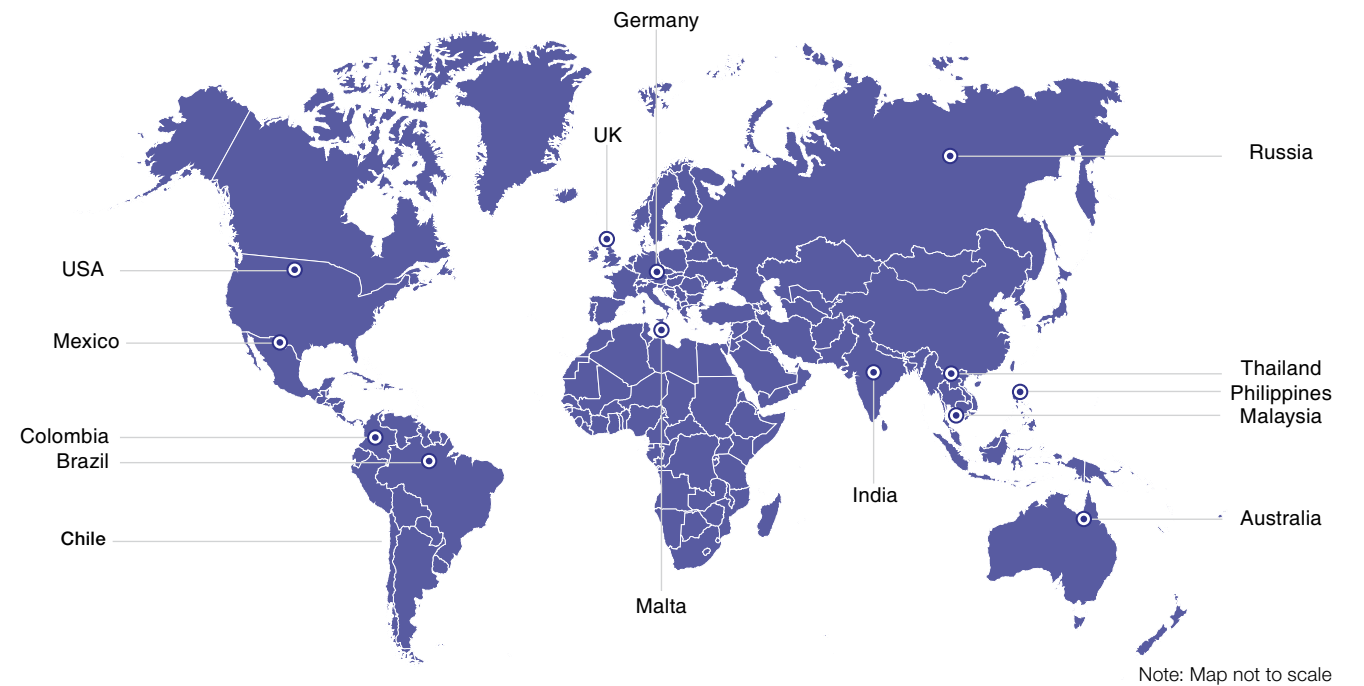 Germany
UK
Russia
USA
Mexico
Thailand
Philippines
Malaysia
Colombia
Brazil
India
Australia
Chile
Malta
Note: Map not to scale